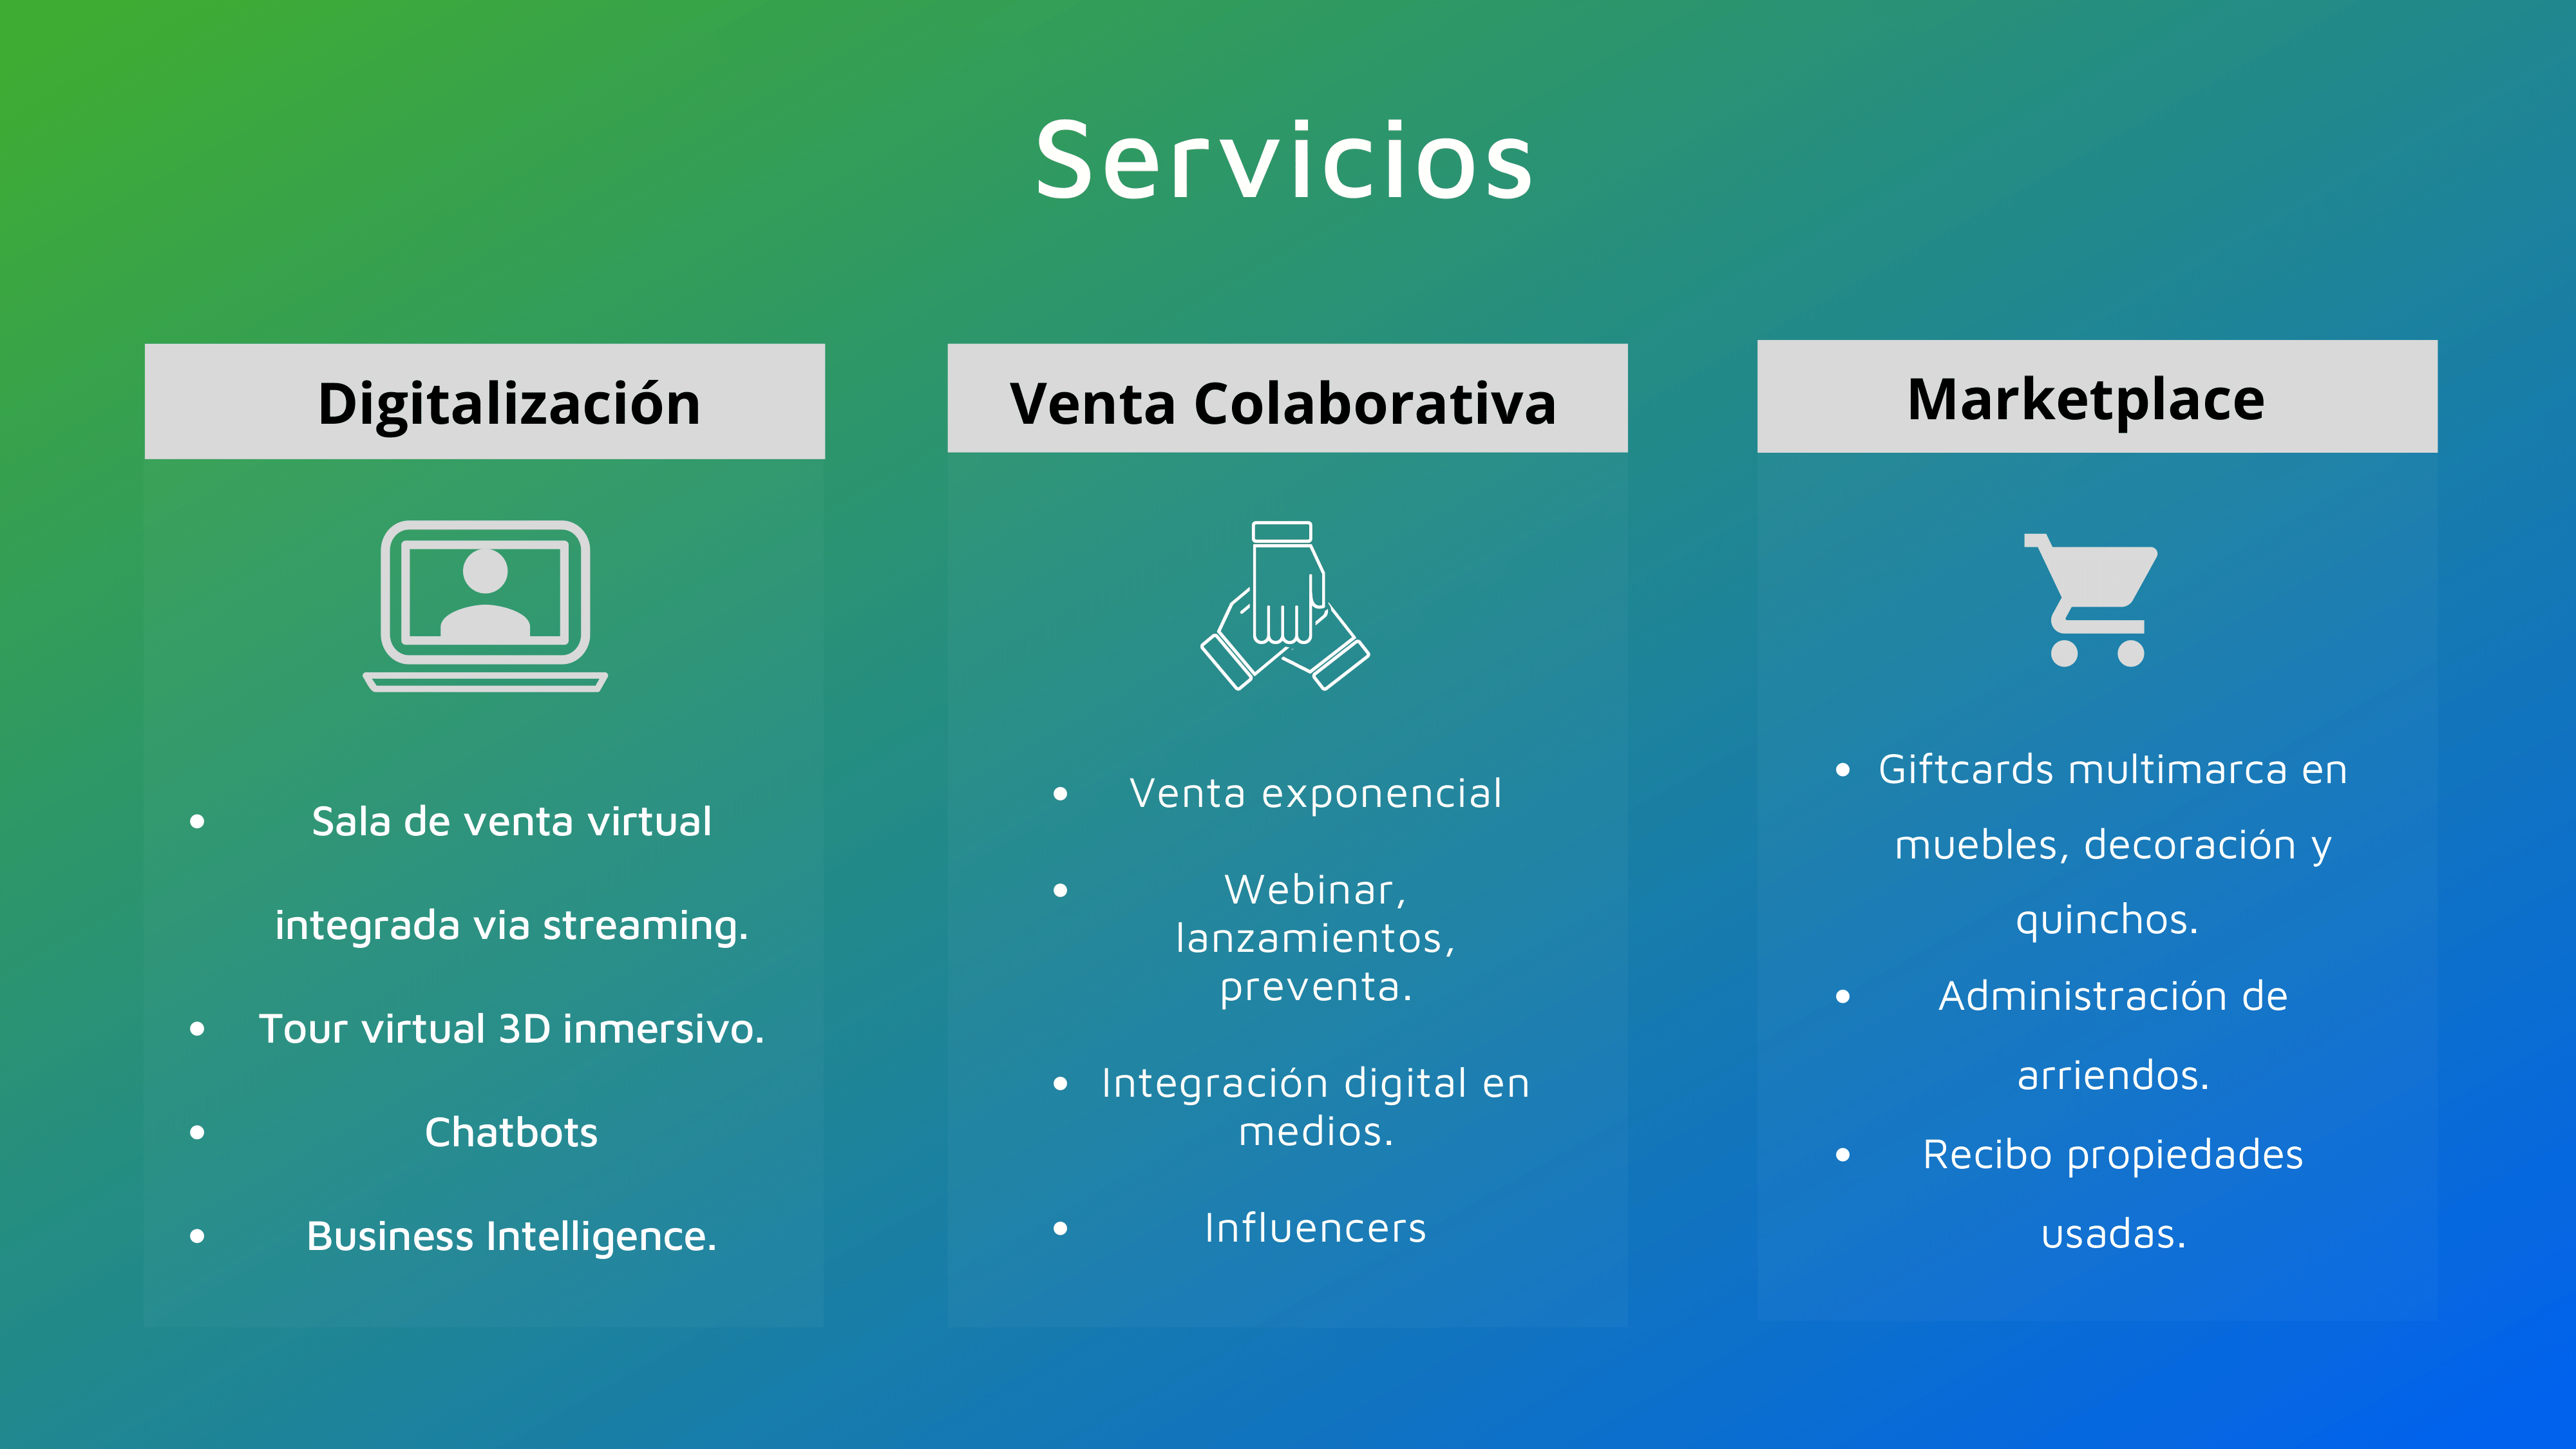 Servicios
Digitalización
• Sala de venta virtual
integrada via streaming.
• Tour virtual 3D inmersivo.
• Chatbots
• Business Intelligence.
Venta Colaborativa
• Venta exponencial
• Webinar,
lanzamientos,
preventa.
• Integración digital en
medios.
• Influencers
Marketplace
• Giftcards multimarca en
muebles, decoración y
quinchos.
• Administración de
arriendos.
• Recibo propiedades
usadas.